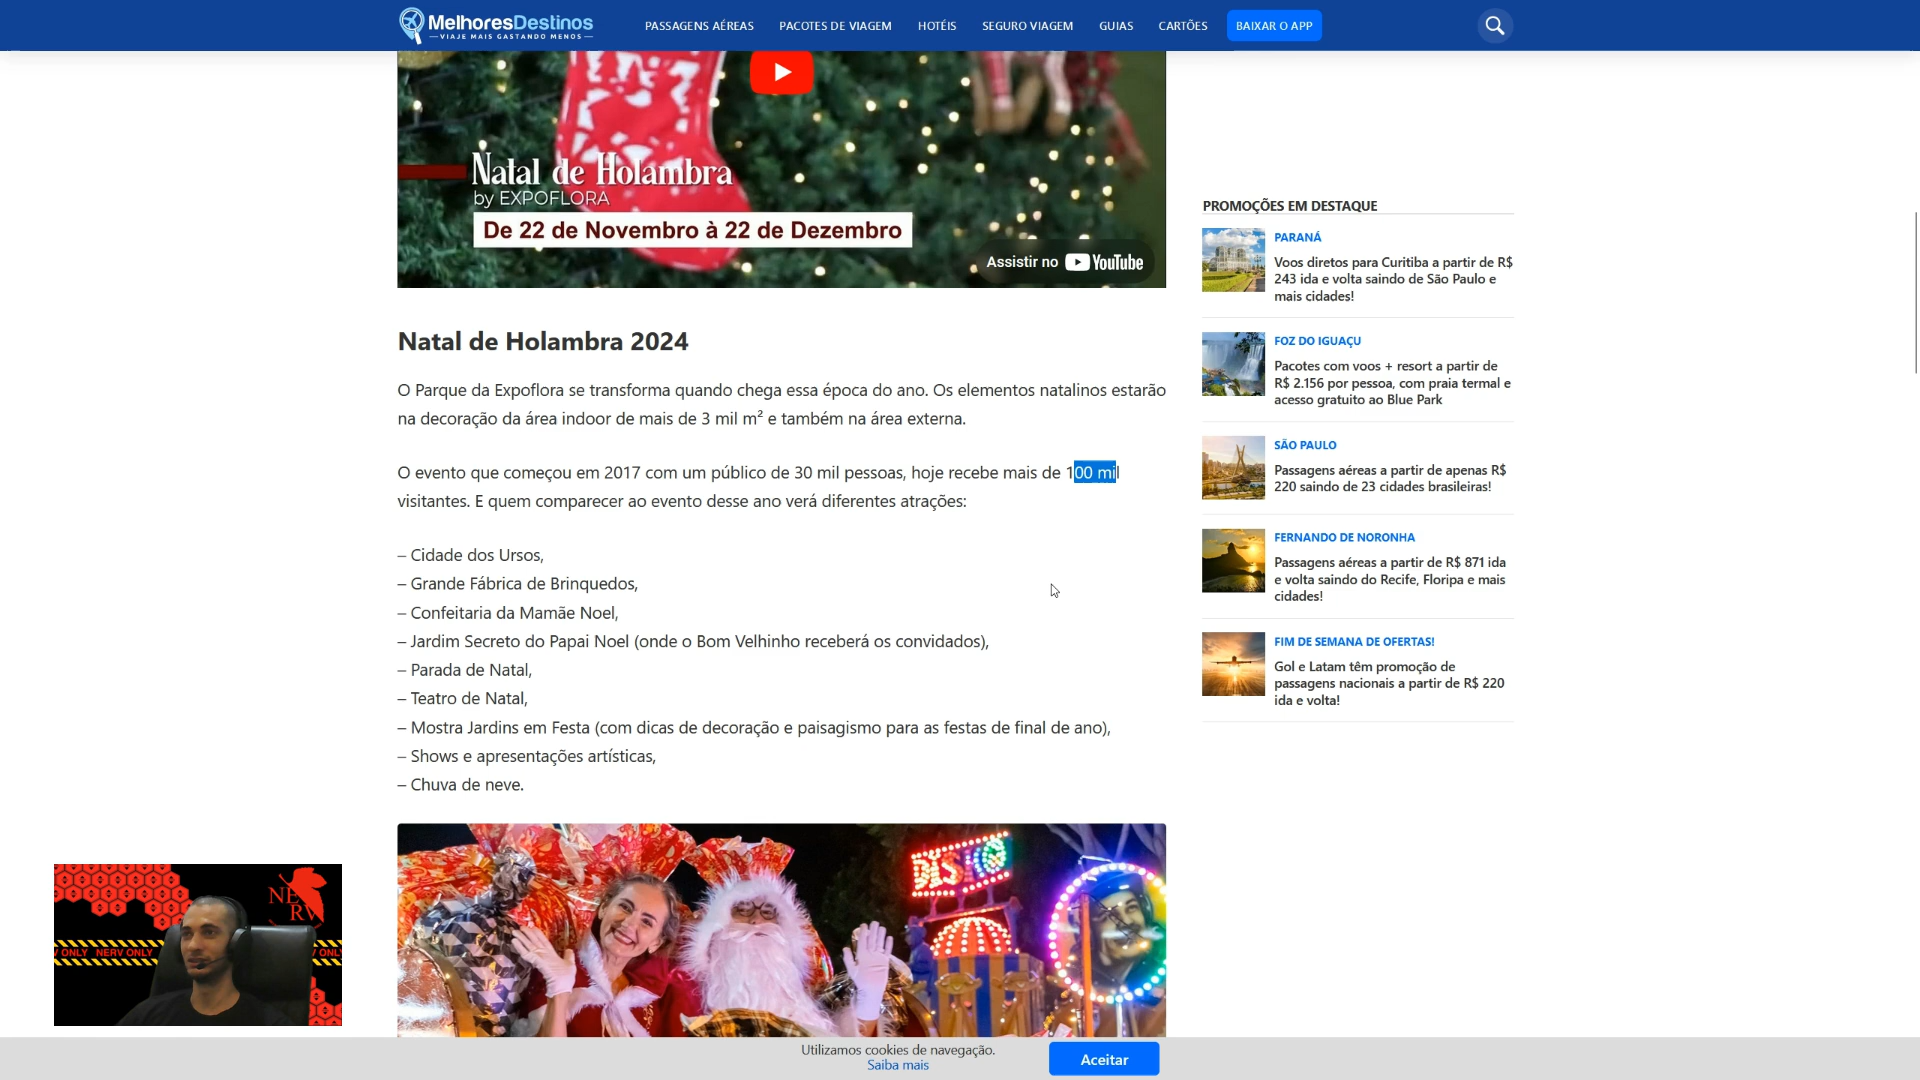 MelhoresDestinos
VIAJE MAIS GASTANDO MENOS
PASSAGENS AÉREAS
PACOTES DE VIAGEM
HOTÉIS
SEGURO VIAGEM
GUIAS
CARTÕES
BAIXAR O APP
Natal de Holambra
by EXPOFLORA
De 22 de Novembro à 22 de Dezembro
Assistir no YouTube
Natal de Holambra 2024
O Parque da Expoflora se transforma quando chega essa época do ano. Os elementos natalinos estarão
na decoração da área indoor de mais de 3 mil m² e também na área externa.
O evento que começou em 2017 com um público de 30 mil pessoas, hoje recebe mais de 100 mil
visitantes. E quem comparecer ao evento desse ano verá diferentes atrações:
– Cidade dos Ursos,
– Grande Fábrica de Brinquedos,
– Confeitaria da Mamãe Noel,
– Jardim Secreto do Papai Noel (onde o Bom Velhinho receberá os convidados),
– Parada de Natal,
– Teatro de Natal,
– Mostra Jardins em Festa (com dicas de decoração e paisagismo para as festas de final de ano),
– Shows e apresentações artísticas,
– Chuva de neve.
PROMOÇÕES EM DESTAQUE
PARANÁ
Voos diretos para Curitiba a partir de R$
243 ida e volta saindo de São Paulo e
mais cidades!
FOZ DO IGUAÇU
Pacotes com voos + resort a partir de
R$ 2.156 por pessoa, com praia termal e
acesso gratuito ao Blue Park
SÃO PAULO
Passagens aéreas a partir de apenas R$
220 saindo de 23 cidades brasileiras!
FERNANDO DE NORONHA
Passagens aéreas a partir de R$ 871 ida
e volta saindo do Recife, Floripa e mais
cidades!
FIM DE SEMANA DE OFERTAS!
Gol e Latam têm promoção de
passagens nacionais a partir de R$ 220
ida e volta!
NERV
ONLY NERV ONLY
Utilizamos cookies de navegação.
Saiba mais
Aceitar